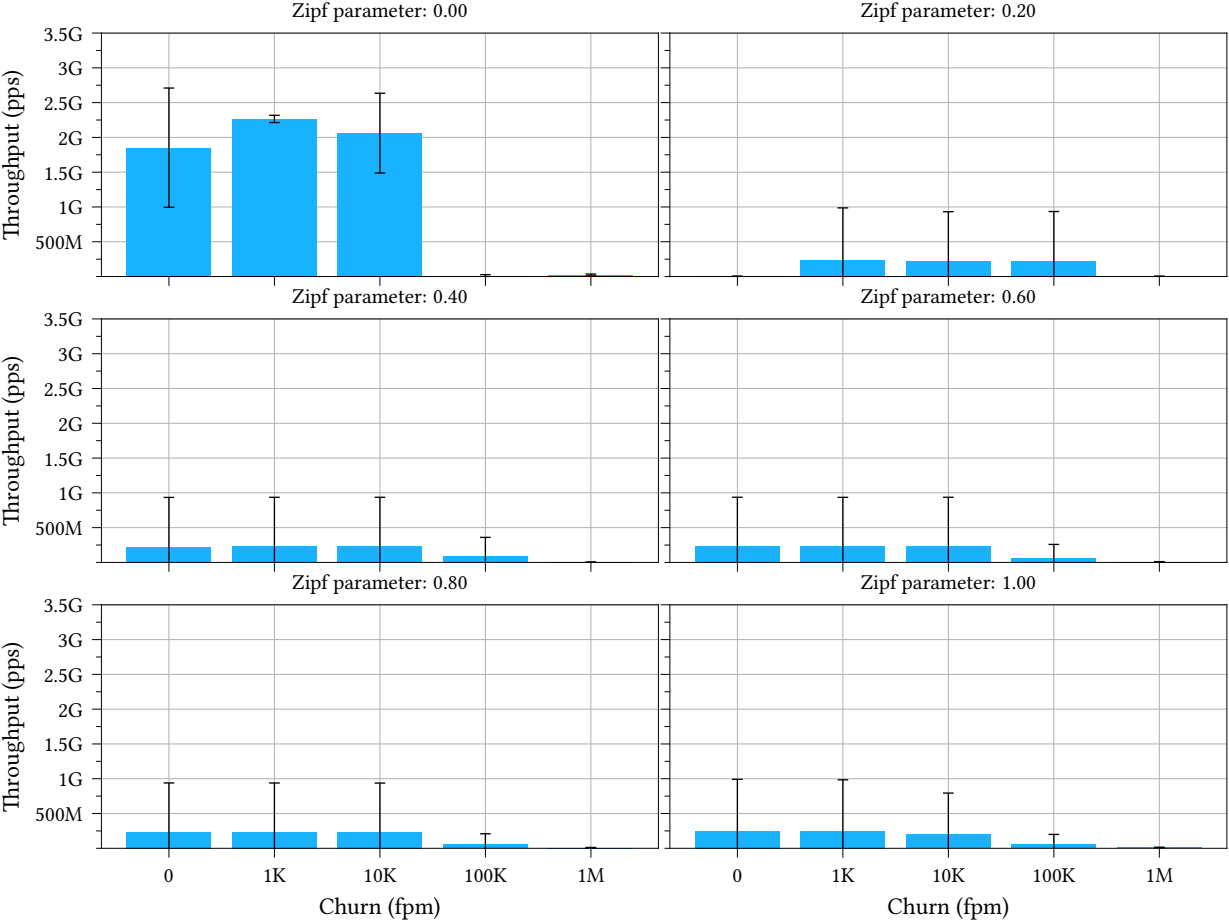 Zipf parameter: 0.00
Zipf parameter: 0.20
Throughput (pps)
3.5G
3G
2.5G
2G
1.5G
1G
500M
Zipf parameter: 0.40
Zipf parameter: 0.60
Throughput (pps)
3.5G
3G
2.5G
2G
1.5G
1G
500M
Zipf parameter: 0.80
Zipf parameter: 1.00
Throughput (pps)
3.5G
3G
2.5G
2G
1.5G
1G
500M
0 1K 10K 100K 1M
0 1K 10K 100K 1M
Churn (fpm)
Churn (fpm)